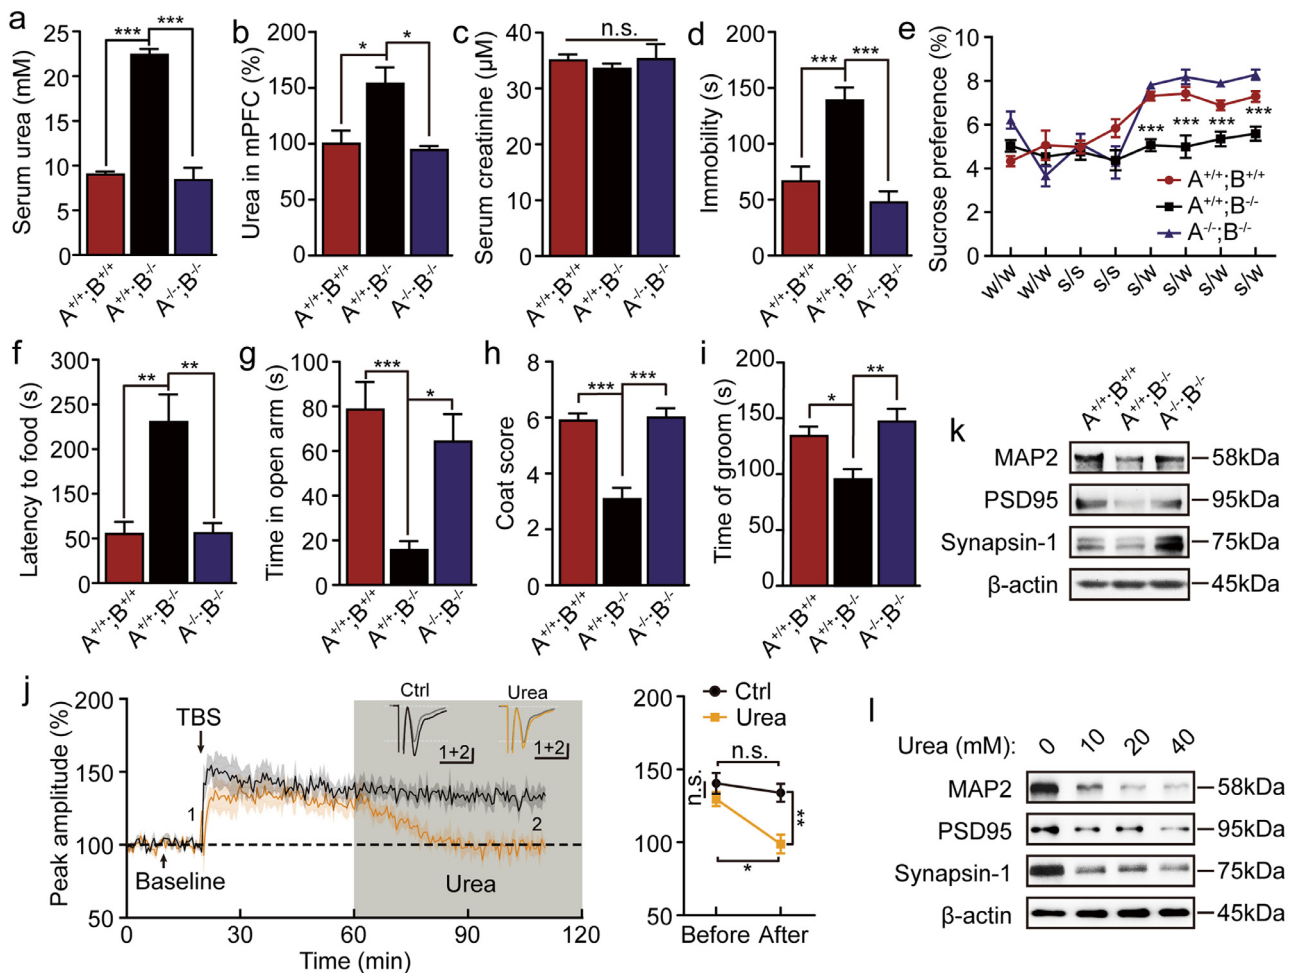 a
Serum urea (mM)
25
20
15
10
5
0
***
***
A+/+;B+/+
A+/+;B-/-
A-/-;B-/-
b
Urea in mPFC (%)
200
150
100
50
0
*
*
A+/+;B+/+
A+/+;B-/-
A-/-;B-/-
c
Serum creatinine (µM)
40
30
20
10
0
n.s.
A+/+;B+/+
A+/+;B-/-
A-/-;B-/-
d
Immobility (s)
200
150
100
50
0
***
***
A+/+;B+/+
A+/+;B-/-
A-/-;B-/-
e
Sucrose preference (%)
10
8
6
4
2
0
***
***
***
***
A+/+;B+/+
A+/+;B-/-
A-/-;B-/-
w/w
w/w
s/s
s/s
s/w
s/w
s/w
s/w
f
Latency to food (s)
300
250
200
150
100
50
0
**
**
A+/+;B+/+
A+/+;B-/-
A-/-;B-/-
g
Time in open arm (s)
100
80
60
40
20
0
***
*
A+/+;B+/+
A+/+;B-/-
A-/-;B-/-
h
Coat score
8
6
4
2
0
***
***
A+/+;B+/+
A+/+;B-/-
A-/-;B-/-
i
Time of groom (s)
200
150
100
50
0
*
**
A+/+;B+/+
A+/+;B-/-
A-/-;B-/-
k
A+/+;B+/+
A+/+;B-/-
A-/-;B-/-
MAP2
58kDa
PSD95
95kDa
Synapsin-1
75kDa
β-actin
45kDa
j
Peak amplitude (%)
200
150
100
50
TBS
1
Baseline
Ctrl
1+2
Urea
1+2
2
Urea
0
30
60
90
120
Time (min)
200
150
100
50
Ctrl
Urea
n.s.
n.s.
**
*
Before After
l
Urea (mM): 0 10 20 40
MAP2
58kDa
PSD95
95kDa
Synapsin-1
75kDa
β-actin
45kDa